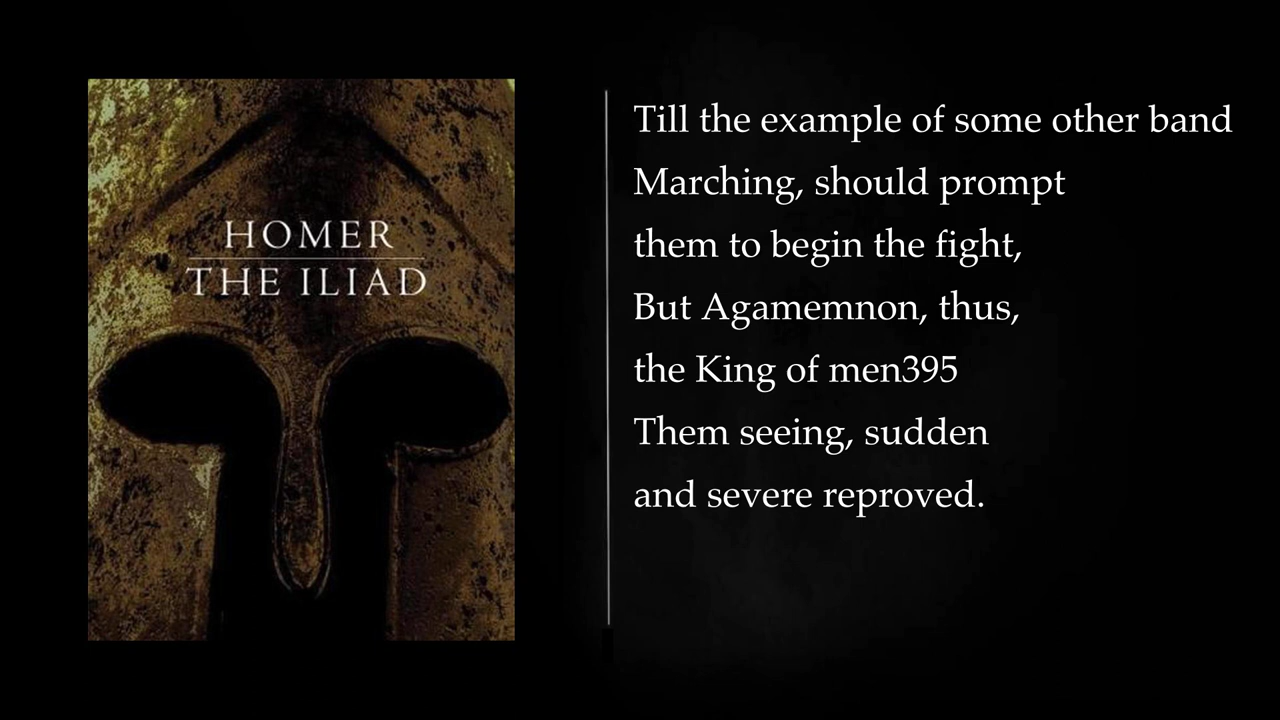 HOMER
THE ILIAD
Till the example of some other band
Marching, should prompt
them to begin the fight,
But Agamemnon, thus,
the King of men395
Them seeing, sudden
and severe reproved.